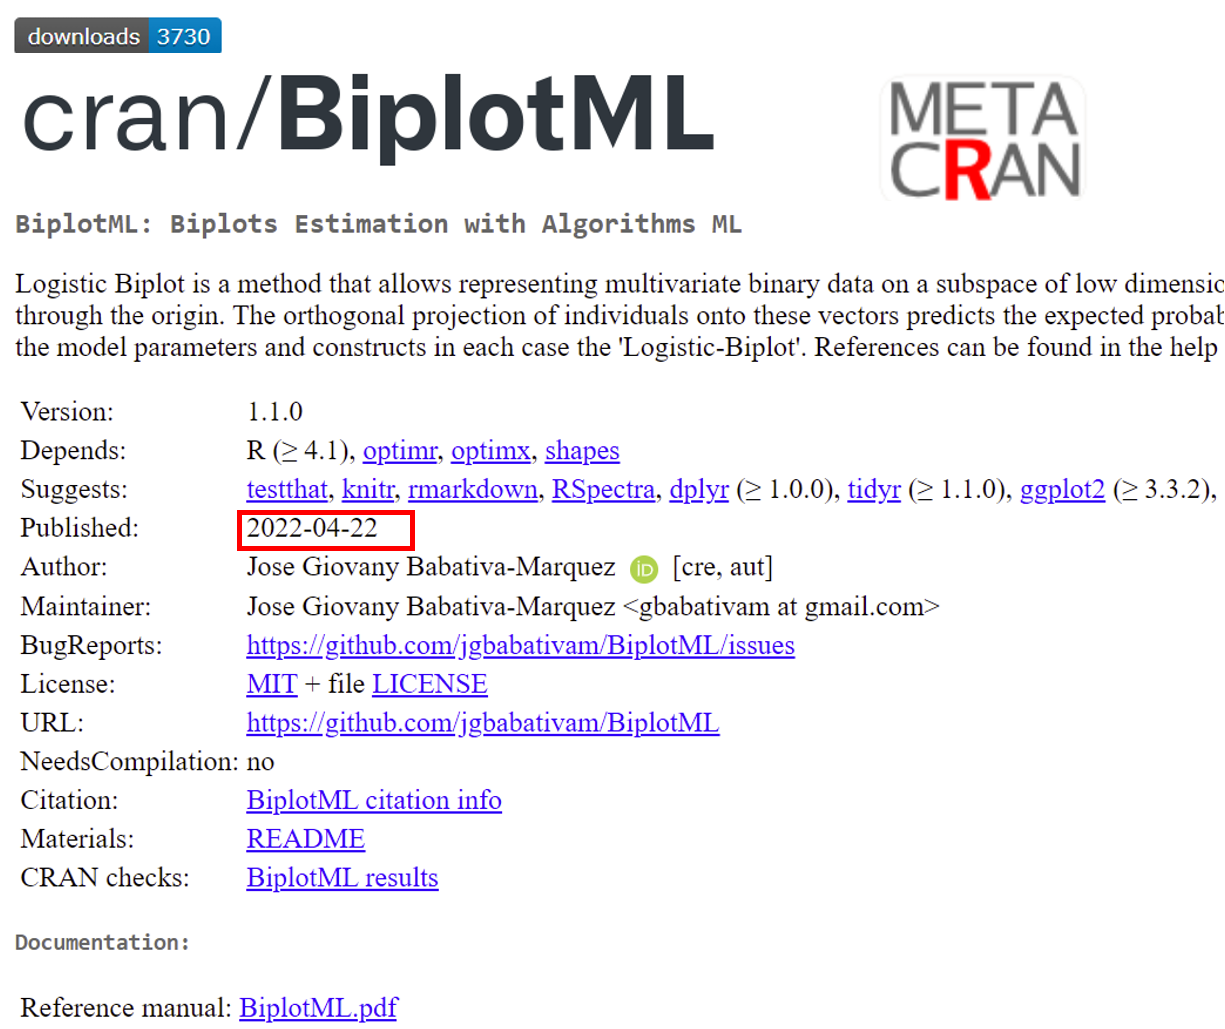 downloads 3730
cran/BiplotML
META
CRAN
BiplotML: Biplots Estimation with Algorithms ML
Logistic Biplot is a method that allows representing multivariate binary data on a subspace of low
through the origin. The orthogonal projection of individuals onto these vectors predicts the expected
the model parameters and constructs in each case the 'Logistic-Biplot'. References can be found in the help
Version: 1.1.0
Depends: R (≥ 4.1), optimr, optimx, shapes
Suggests: testthat, knitr, rmarkdown, RSpectra, dplyr (≥ 1.0.0), tidyr (≥ 1.1.0), ggplot2 (≥ 3.3.2),
Published: 2022-04-22
Author: Jose Giovany Babativa-Marquez iD [cre, aut]
Maintainer: Jose Giovany Babativa-Marquez <gbabativam at gmail.com>
BugReports: https://github.com/jgbabativam/BiplotML/issues
License: MIT + file LICENSE
URL: https://github.com/jgbabativam/BiplotML
NeedsCompilation: no
Citation: BiplotML citation info
Materials: README
CRAN checks: BiplotML results
Documentation:
Reference manual: BiplotML.pdf